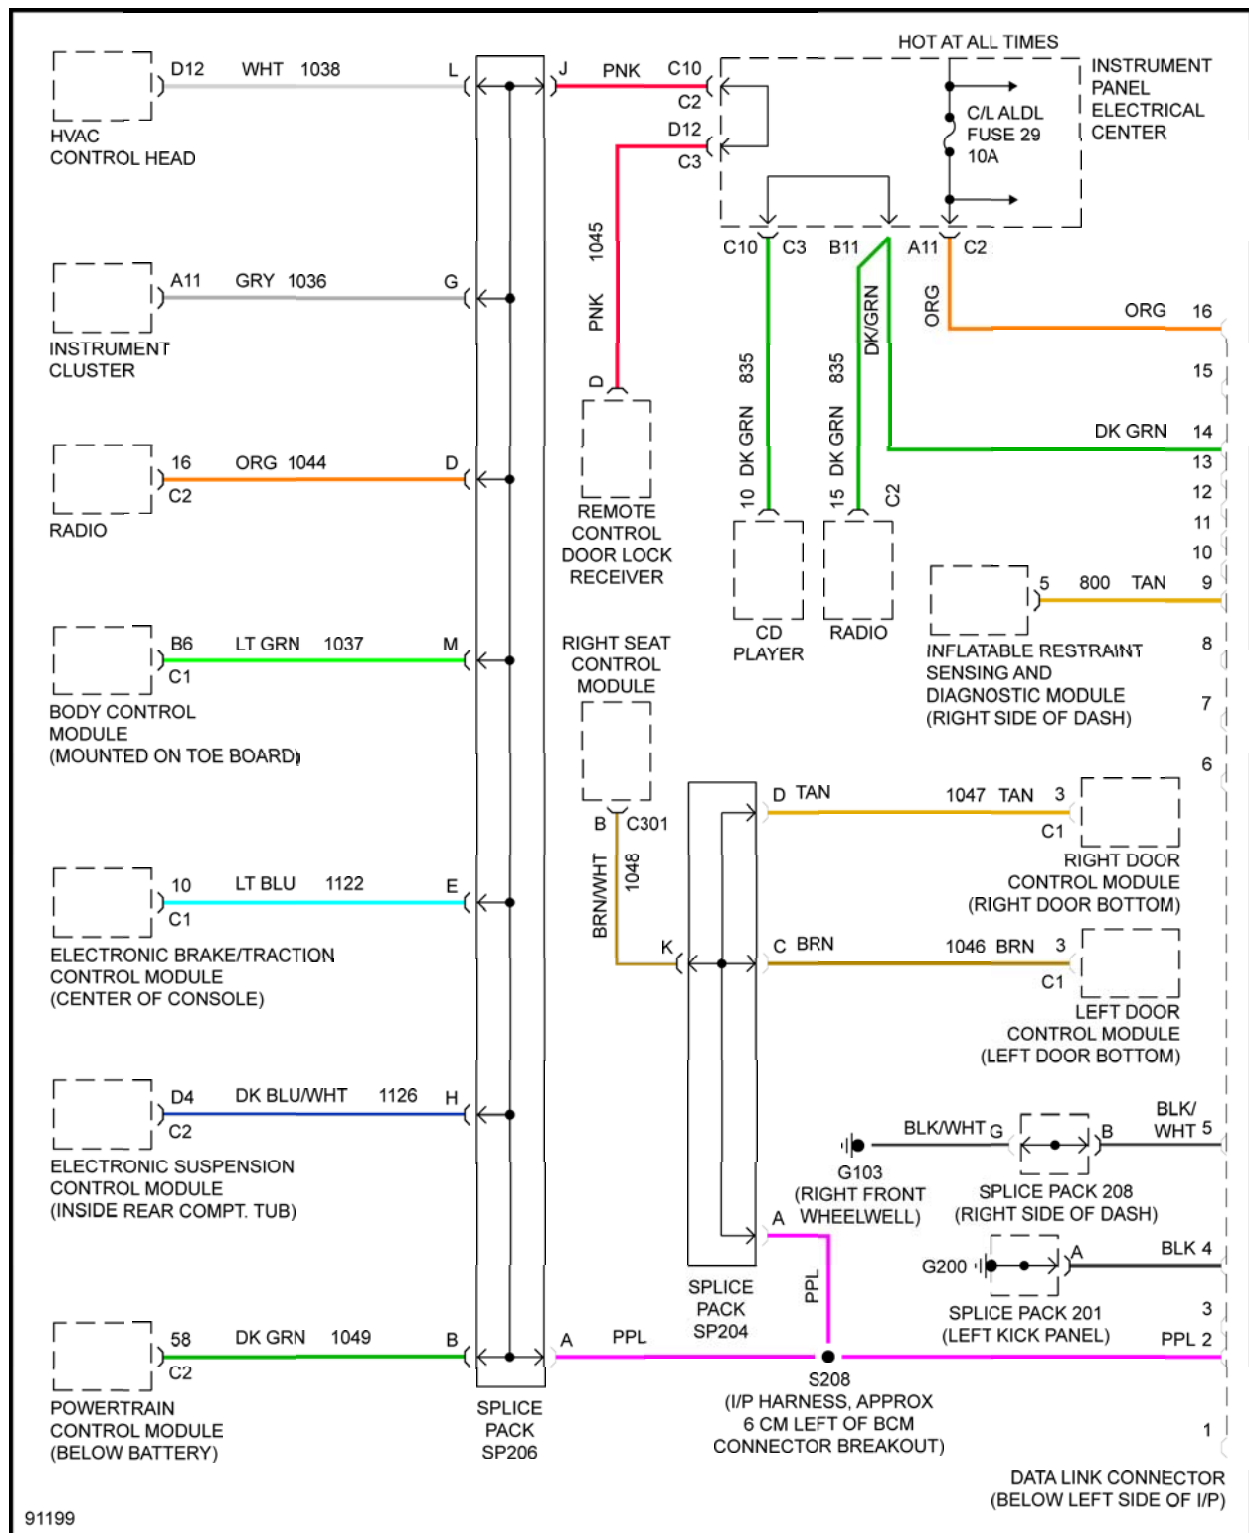 HOT AT ALL TIMES
D12 WHT 1038 L
J PNK C10
C2
INSTRUMENT
PANEL
ELECTRICAL
CENTER
C/L ALDL
FUSE 29
10A
HVAC
CONTROL HEAD
D12
C3
1045
PNK
D
C10 C3 B11 A11 C2
A11 GRY 1036 G
INSTRUMENT
CLUSTER
ORG
DK/GRN
ORG 16
15
835
DK GRN
10
835
DK GRN
15
C2
DK GRN 14
13
12
11
10
16 ORG 1044 D
C2
RADIO
REMOTE
CONTROL
DOOR LOCK
RECEIVER
CD
PLAYER
RADIO
5 800 TAN 9
INFLATABLE RESTRAINT
SENSING AND
DIAGNOSTIC MODULE
(RIGHT SIDE OF DASH)
8
7
6
B6 LT GRN 1037 M
C1
BODY CONTROL
MODULE
(MOUNTED ON TOE BOARD)
RIGHT SEAT
CONTROL
MODULE
B C301
BRN/WHT
1048
K
D TAN 1047 TAN 3
C1
RIGHT DOOR
CONTROL MODULE
(RIGHT DOOR BOTTOM)
10 LT BLU 1122 E
C1
ELECTRONIC BRAKE/TRACTION
CONTROL MODULE
(CENTER OF CONSOLE)
C BRN 1046 BRN 3
C1
LEFT DOOR
CONTROL MODULE
(LEFT DOOR BOTTOM)
D4 DK BLU/WHT 1126 H
C2
ELECTRONIC SUSPENSION
CONTROL MODULE
(INSIDE REAR COMPT. TUB)
BLK/WHT G
B
BLK/
WHT 5
G103
(RIGHT FRONT
WHEELWELL)
SPLICE PACK 208
(RIGHT SIDE OF DASH)
A
PPL
G200
A
BLK 4
SPLICE PACK 201
(LEFT KICK PANEL)
SPLICE
PACK
SP204
3
58 DK GRN 1049 B
C2
POWERTRAIN
CONTROL MODULE
(BELOW BATTERY)
A PPL
PPL 2
S208
(I/P HARNESS, APPROX
6 CM LEFT OF BCM
CONNECTOR BREAKOUT)
SPLICE
PACK
SP206
1
DATA LINK CONNECTOR
(BELOW LEFT SIDE OF I/P)
91199